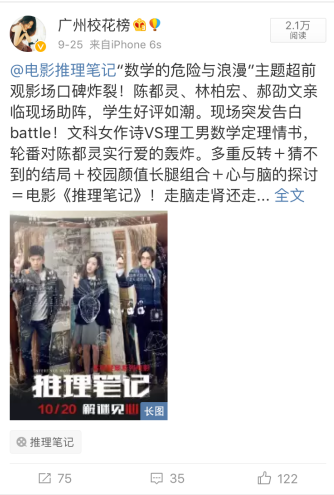 广州校花榜
9-25 来自iPhone 6s
2.1万
阅读
@电影推理笔记“数学的危险与浪漫”主题超前
观影场口碑炸裂！陈都灵、林柏宏、郝劭文亲
临现场助阵，学生好评如潮。现场突发告白
battle！文科女作诗VS理工男数学定理情书，
轮番对陈都灵实行爱的轰炸。多重反转＋猜不
到的结局＋校园颜值长腿组合＋心与脑的探讨
＝电影《推理笔记》！走脑走肾还走... 全文
推理笔记
10/20 解谜见心
长图
推理笔记
75
35
122